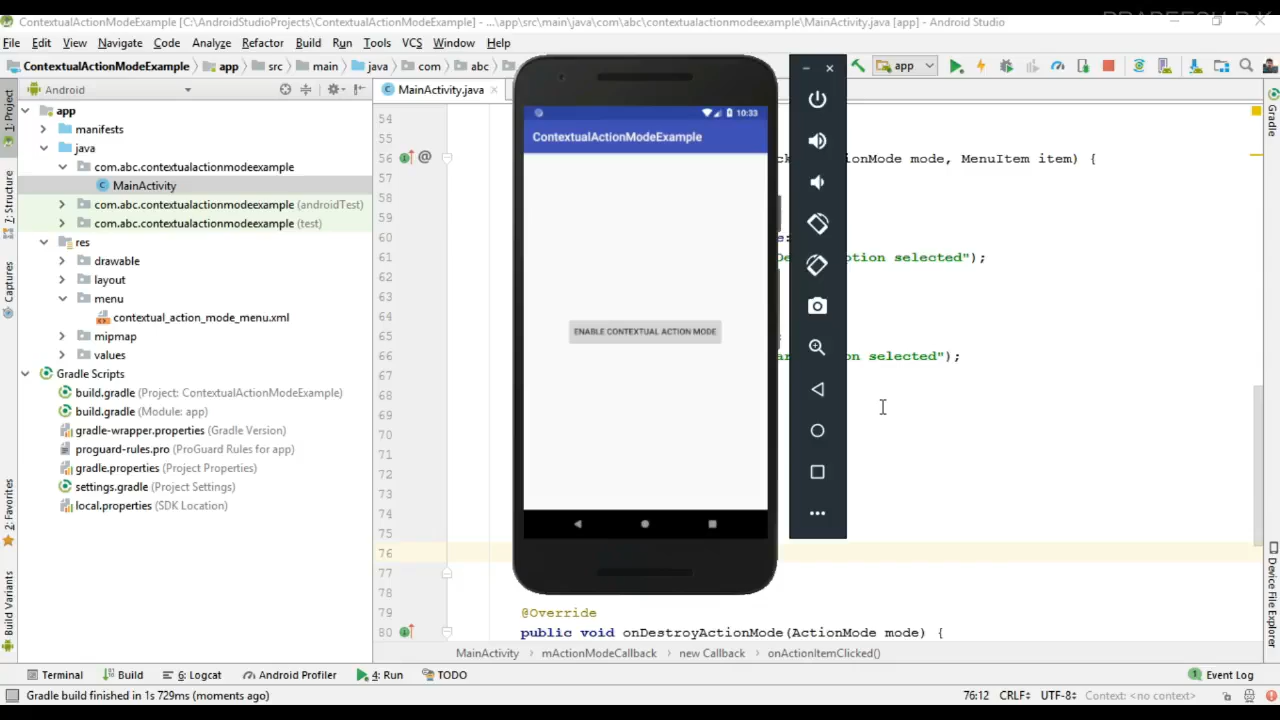 ContextualActionModeExample [C:\AndroidStudioProjects\ContextualActionModeExample] - ...\app\src\main\java\com\abc\contextualactionmodeexample\MainActivity.java [app] - Android Studio
File Edit View Navigate Code Analyze Refactor Build Run Tools VCS Window Help
ContextualActionModeExample app src main java com abc app
Android MainActivity.java
1: Project
7: Structure
Captures
2: Favorites
Build Variants
app
manifests
java
com.abc.contextualactionmodeexample
MainActivity
com.abc.contextualactionmodeexample (androidTest)
com.abc.contextualactionmodeexample (test)
res
drawable
layout
menu
contextual_action_mode_menu.xml
mipmap
values
Gradle Scripts
build.gradle (Project: ContextualActionModeExample)
build.gradle (Module: app)
gradle-wrapper.properties (Gradle Version)
proguard-rules.pro (ProGuard Rules for app)
gradle.properties (Project Properties)
settings.gradle (Project Settings)
local.properties (SDK Location)
54
55
56 @ ionMode mode, MenuItem item) {
57
58
59
60 e:
61 tion selected");
62
63
64
65
66 on selected");
67
68
69
70
71
72
73
74
75
76
77
78
79 @Override
80 public void onDestroyActionMode(ActionMode mode) {
10:33
ContextualActionModeExample
ENABLE CONTEXTUAL ACTION MODE
Gradle
Device File Explorer
MainActivity mActionModeCallback new Callback onActionItemClicked()
Terminal Build 6: Logcat Android Profiler 4: Run TODO 1 Event Log
Gradle build finished in 1s 729ms (moments ago) 76:12 CRLF UTF-8 Context: <no context>